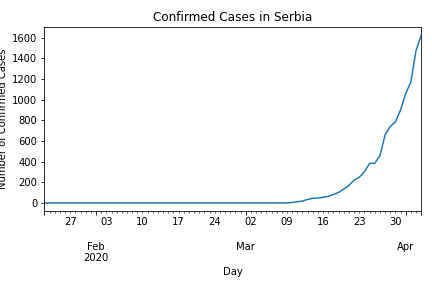 Confirmed Cases in Serbia
Number of Confirmed Cases
1600
1400
1200
1000
800
600
400
200
0
27 03 10 17 24 02 09 16 23 30
Feb Mar Apr
2020
Day